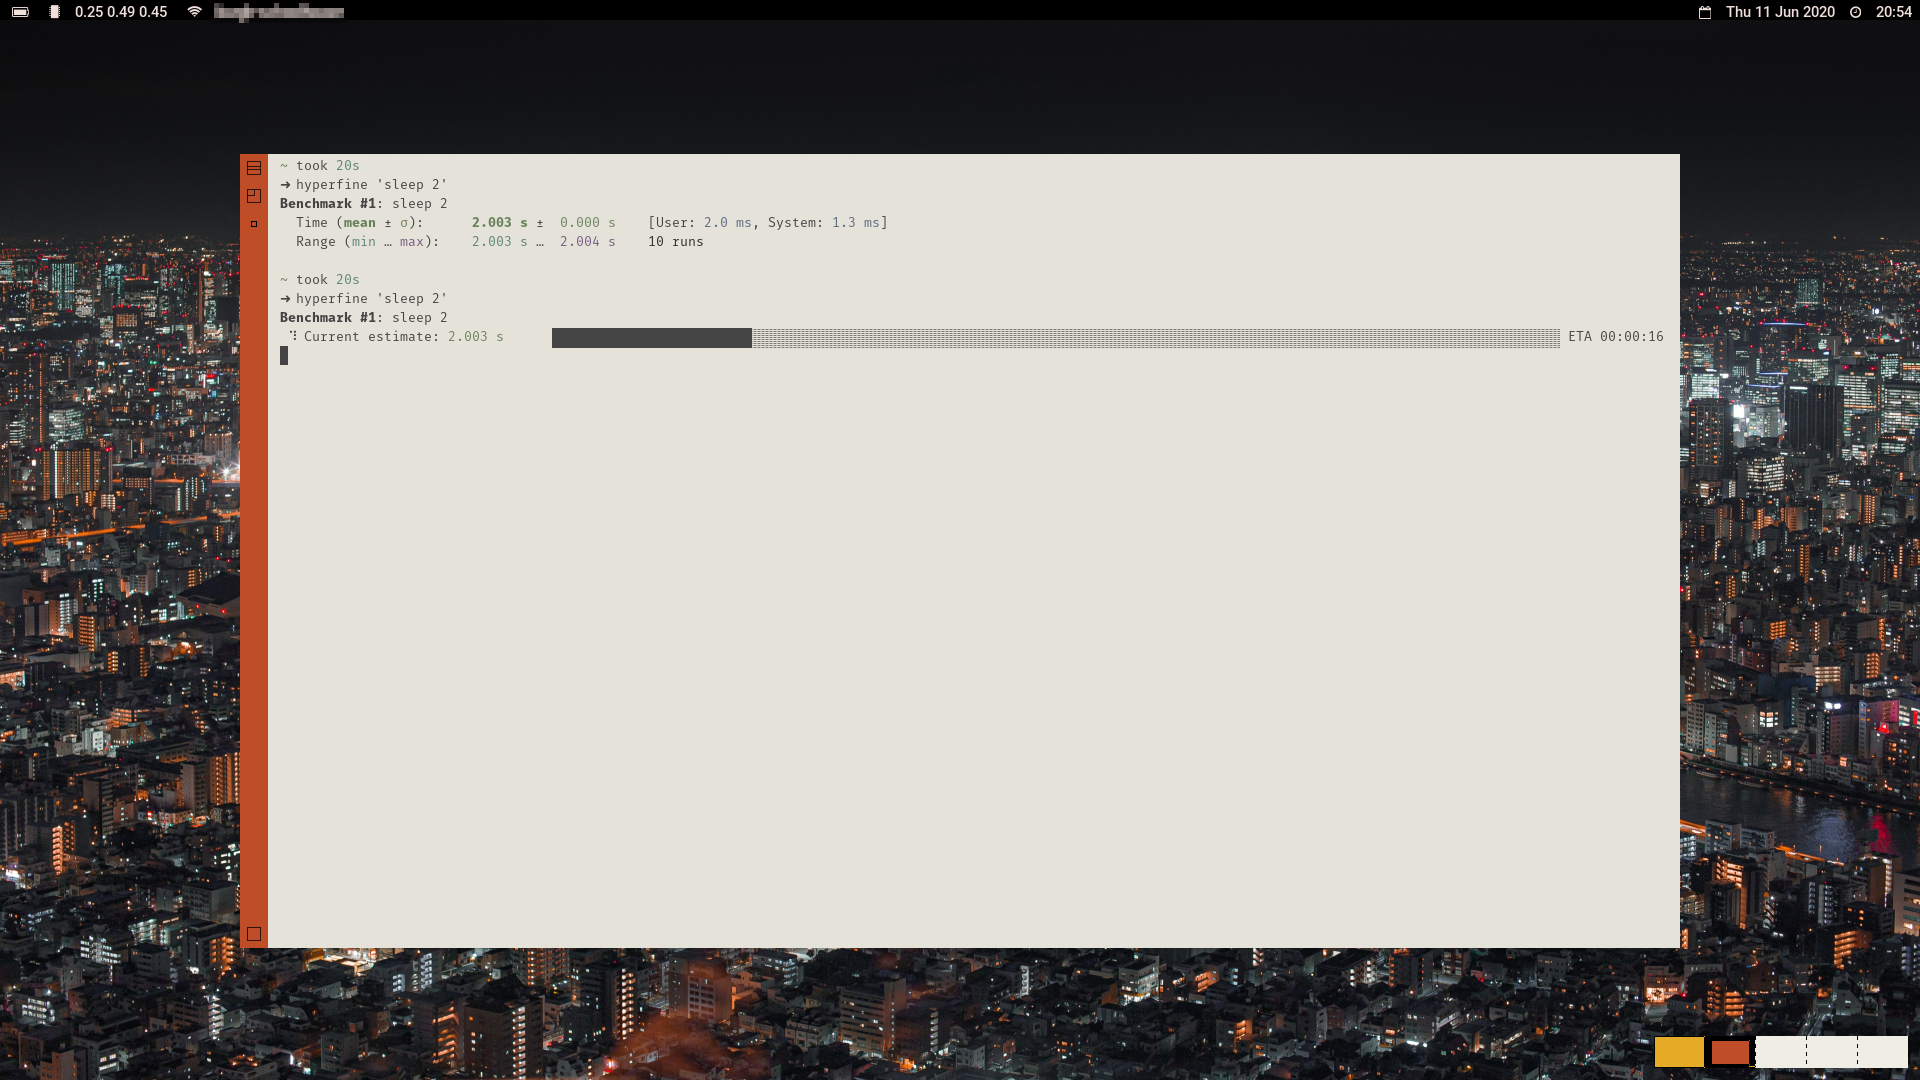 0.25 0.49 0.45
Thu 11 Jun 2020
20:54
~ took 20s
➜ hyperfine 'sleep 2'
Benchmark #1: sleep 2
Time (mean ± σ): 2.003 s ± 0.000 s [User: 2.0 ms, System: 1.3 ms]
Range (min … max): 2.003 s … 2.004 s 10 runs
~ took 20s
➜ hyperfine 'sleep 2'
Benchmark #1: sleep 2
⠹ Current estimate: 2.003 s ETA 00:00:16